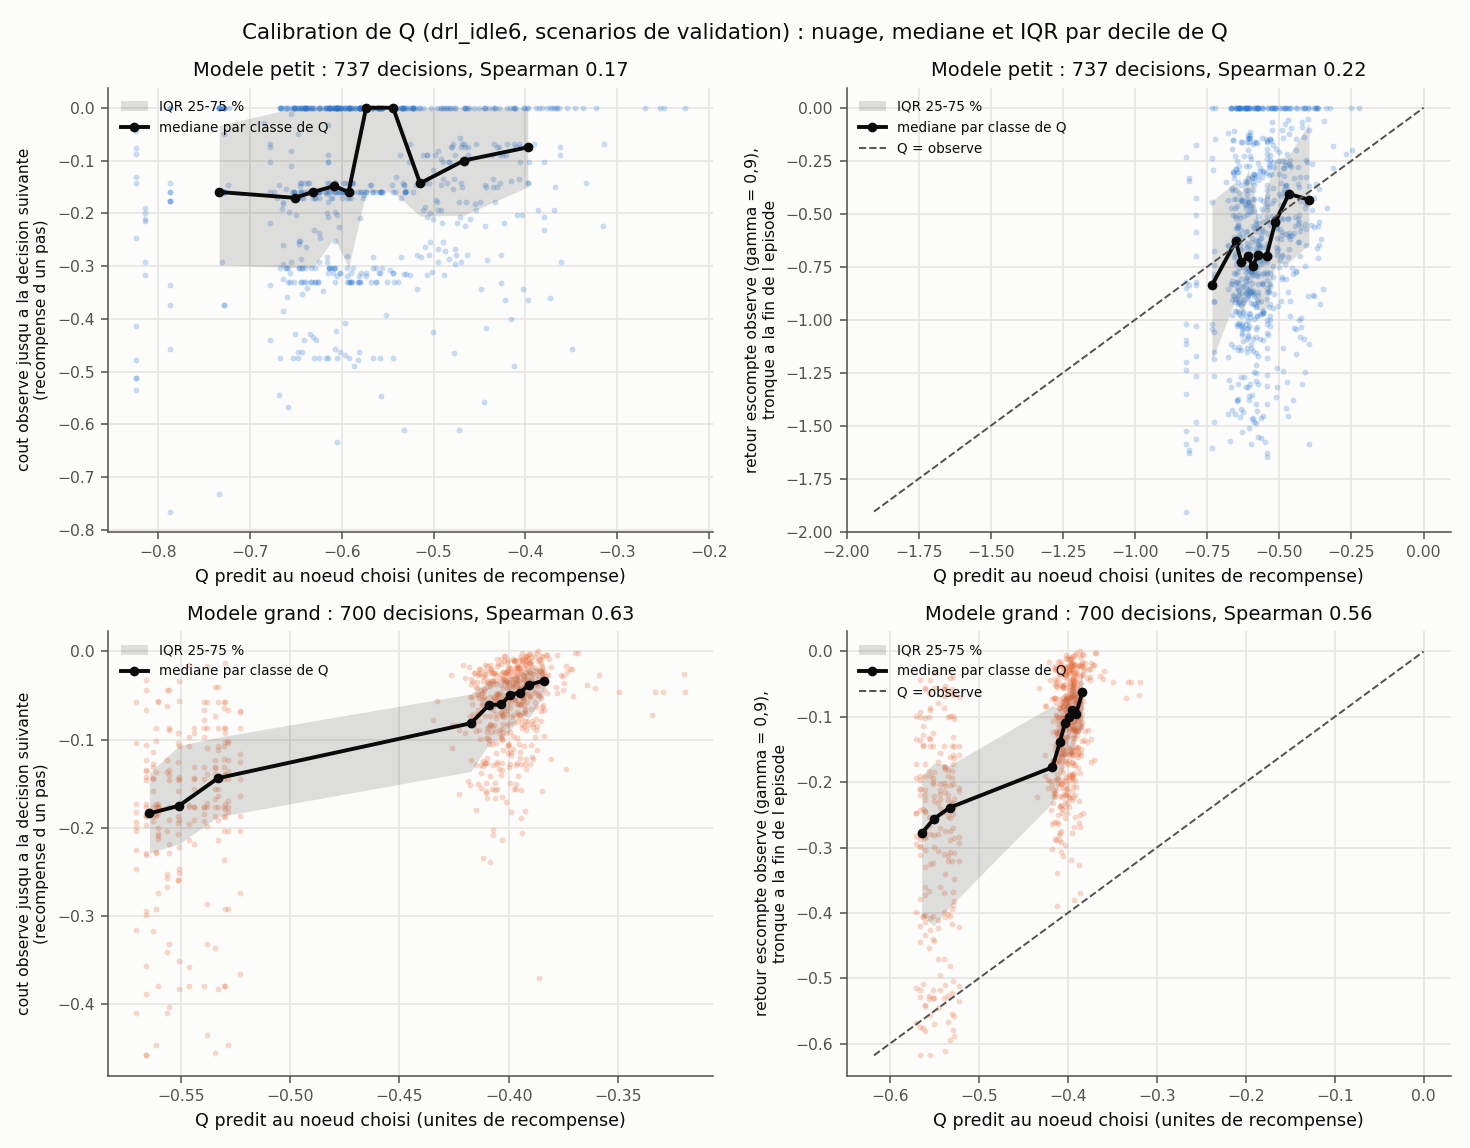 Calibration de Q (drl_idle6, scenarios de validation) : nuage, mediane et IQR par decile de Q
Modele petit : 737 decisions, Spearman 0.17
IQR 25-75 %
mediane par classe de Q
0.0
−0.1
−0.2
−0.3
−0.4
−0.5
−0.6
−0.7
−0.8
cout observe jusqu a la decision suivante
(recompense d un pas)
−0.8
−0.7
−0.6
−0.5
−0.4
−0.3
−0.2
Q predit au noeud choisi (unites de recompense)
Modele petit : 737 decisions, Spearman 0.22
IQR 25-75 %
mediane par classe de Q
Q = observe
0.00
−0.25
−0.50
−0.75
−1.00
−1.25
−1.50
−1.75
−2.00
retour escompte observe (gamma = 0,9),
tronque a la fin de l episode
−2.00
−1.75
−1.50
−1.25
−1.00
−0.75
−0.50
−0.25
0.00
Q predit au noeud choisi (unites de recompense)
Modele grand : 700 decisions, Spearman 0.63
IQR 25-75 %
mediane par classe de Q
0.0
−0.1
−0.2
−0.3
−0.4
cout observe jusqu a la decision suivante
(recompense d un pas)
−0.55
−0.50
−0.45
−0.40
−0.35
Q predit au noeud choisi (unites de recompense)
Modele grand : 700 decisions, Spearman 0.56
IQR 25-75 %
mediane par classe de Q
Q = observe
0.0
−0.1
−0.2
−0.3
−0.4
−0.5
−0.6
retour escompte observe (gamma = 0,9),
tronque a la fin de l episode
−0.6
−0.5
−0.4
−0.3
−0.2
−0.1
0.0
Q predit au noeud choisi (unites de recompense)